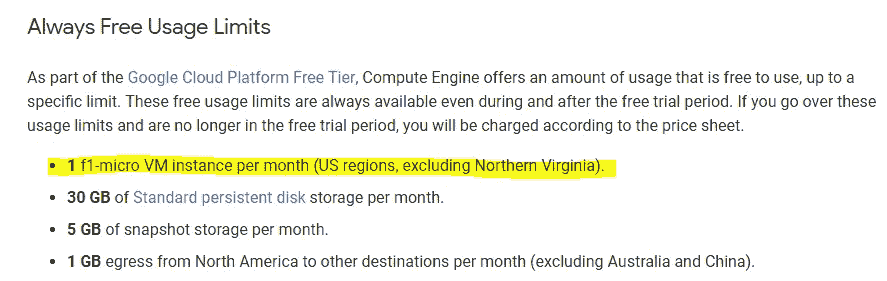 Always Free Usage Limits
As part of the Google Cloud Platform Free Tier, Compute Engine offers an amount of usage that is free to use, up to a
specific limit. These free usage limits are always available even during and after the free trial period. If you go over these
usage limits and are no longer in the free trial period, you will be charged according to the price sheet.
• 1 f1-micro VM instance per month (US regions, excluding Northern Virginia).
• 30 GB of Standard persistent disk storage per month.
• 5 GB of snapshot storage per month.
• 1 GB egress from North America to other destinations per month (excluding Australia and China).